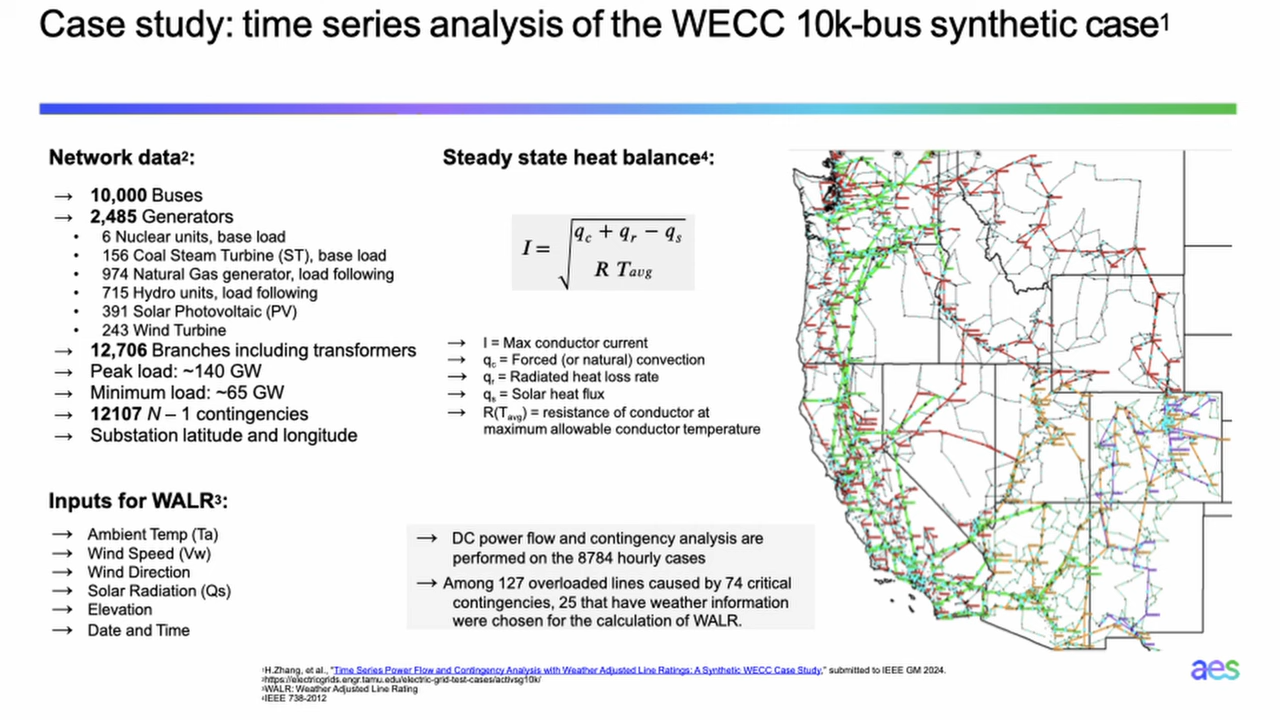 Case study: time series analysis of the WECC 10k-bus synthetic case1
Network data2:
→ 10,000 Buses
→ 2,485 Generators
• 6 Nuclear units, base load
• 156 Coal Steam Turbine (ST), base load
• 974 Natural Gas generator, load following
• 715 Hydro units, load following
• 391 Solar Photovoltaic (PV)
• 243 Wind Turbine
→ 12,706 Branches including transformers
→ Peak load: ~140 GW
→ Minimum load: ~65 GW
→ 12107 N – 1 contingencies
→ Substation latitude and longitude
Inputs for WALR3:
→ Ambient Temp (Ta)
→ Wind Speed (Vw)
→ Wind Direction
→ Solar Radiation (Qs)
→ Elevation
→ Date and Time
Steady state heat balance4:
I = √ qc + qr − qs
R Tavg
→ I = Max conductor current
→ qc = Forced (or natural) convection
→ qr = Radiated heat loss rate
→ qs = Solar heat flux
→ R(Tavg) = resistance of conductor at
maximum allowable conductor temperature
→ DC power flow and contingency analysis are
performed on the 8784 hourly cases
→ Among 127 overloaded lines caused by 74 critical
contingencies, 25 that have weather information
were chosen for the calculation of WALR.
1H.Zhang, et al., "Time Series Power Flow and Contingency Analysis with Weather Adjusted Line Ratings: A Synthetic WECC Case Study," submitted to IEEE GM 2024.
2https://electricgrids.engr.tamu.edu/electric-grid-test-cases/activsg10k/
3WALR: Weather Adjusted Line Rating
4IEEE 738-2012
aes